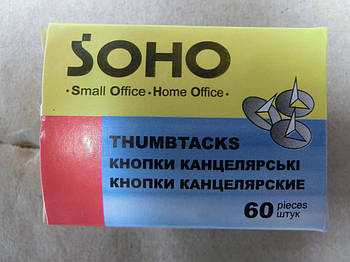 SOHO
• Small Office • Home Office •
THUMBTACKS
КНОПКИ КАНЦЕЛЯРСЬКІ
КНОПКИ КАНЦЕЛЯРСКИЕ
60 pieces
штук